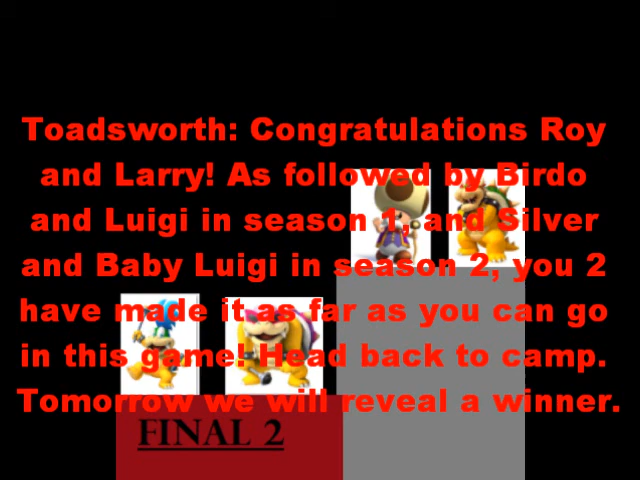 Toadsworth: Congratulations Roy
and Larry! As followed by Birdo
and Luigi in season 1, and Silver
and Baby Luigi in season 2, you 2
have made it as far as you can go
in this game! Head back to camp.
Tomorrow we will reveal a winner.
FINAL 2